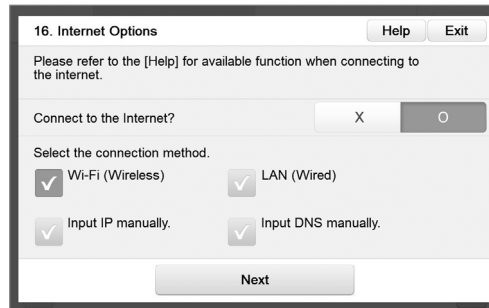 16. Internet Options
Help
Exit
Please refer to the [Help] for available function when connecting to
the internet.
Connect to the Internet?
X
O
Select the connection method.
Wi-Fi (Wireless)
LAN (Wired)
Input IP manually.
Input DNS manually.
Next